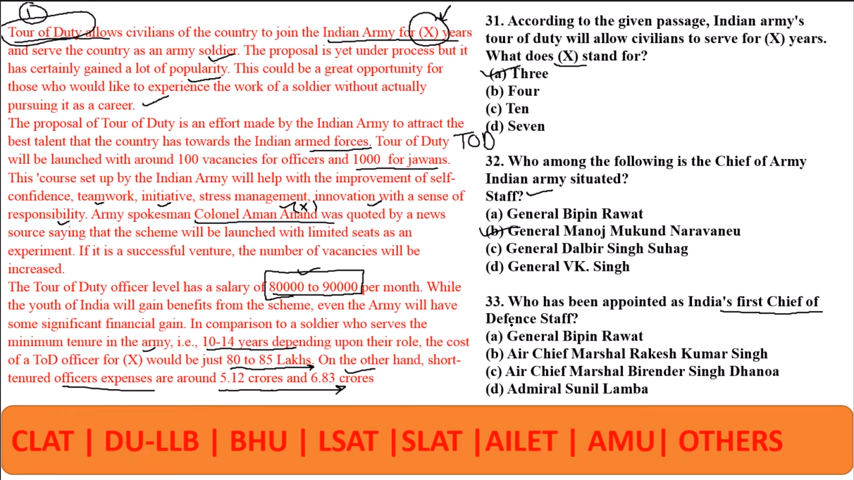 ①
Tour of Duty allows civilians of the country to join the Indian Army for (X) years
and serve the country as an army soldier. The proposal is yet under process but it
has certainly gained a lot of popularity. This could be a great opportunity for
those who would like to experience the work of a soldier without actually
pursuing it as a career.
The proposal of Tour of Duty is an effort made by the Indian Army to attract the
best talent that the country has towards the Indian armed forces. Tour of Duty
TOD
will be launched with around 100 vacancies for officers and 1000 for jawans.
This 'course set up by the Indian Army will help with the improvement of self-
confidence, teamwork, initiative, stress management, innovation with a sense of
(X)
responsibility. Army spokesman Colonel Aman Anand was quoted by a news
source saying that the scheme will be launched with limited seats as an
experiment. If it is a successful venture, the number of vacancies will be
increased.
The Tour of Duty officer level has a salary of 80000 to 90000 per month. While
the youth of India will gain benefits from the scheme, even the Army will have
some significant financial gain. In comparison to a soldier who serves the
minimum tenure in the army, i.e., 10-14 years depending upon their role, the cost
of a ToD officer for (X) would be just 80 to 85 Lakhs. On the other hand, short-
tenured officers expenses are around 5.12 crores and 6.83 crores
31. According to the given passage, Indian army's
tour of duty will allow civilians to serve for (X) years.
What does (X) stand for?
(a) Three
(b) Four
(c) Ten
(d) Seven
32. Who among the following is the Chief of Army
Indian army situated?
Staff?
(a) General Bipin Rawat
(b) General Manoj Mukund Naravaneu
(c) General Dalbir Singh Suhag
(d) General VK. Singh
33. Who has been appointed as India's first Chief of
Defence Staff?
(a) General Bipin Rawat
(b) Air Chief Marshal Rakesh Kumar Singh
(c) Air Chief Marshal Birender Singh Dhanoa
(d) Admiral Sunil Lamba
CLAT | DU-LLB | BHU | LSAT |SLAT |AILET | AMU | OTHERS